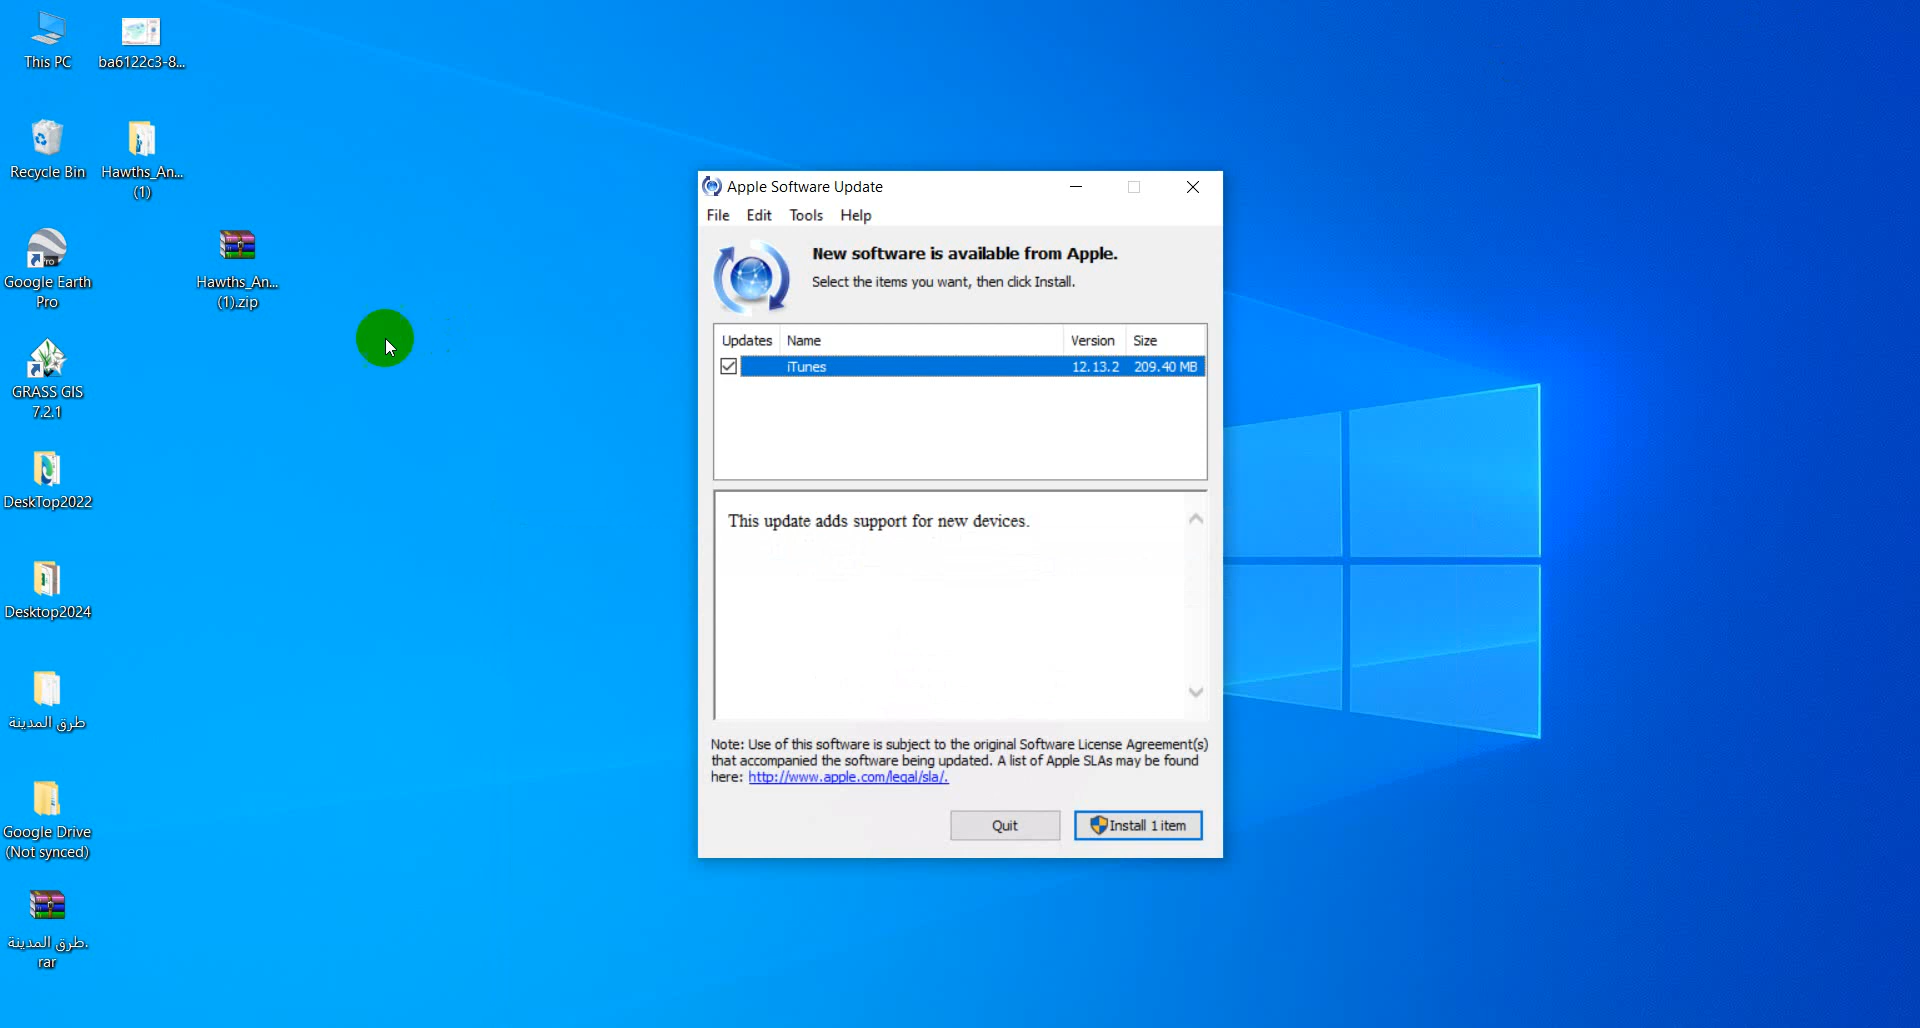 This PC
ba6122c3-8...
Recycle Bin
Hawths_An...
(1)
Google Earth
Pro
Hawths_An...
(1).zip
GRASS GIS
7.2.1
DeskTop2022
Desktop2024
طرق المدينة
Google Drive
(Not synced)
طرق المدينة.
rar
Apple Software Update
File Edit Tools Help
New software is available from Apple.
Select the items you want, then click Install.
Updates Name Version Size
iTunes 12.13.2 209.40 MB
This update adds support for new devices.
Note: Use of this software is subject to the original Software License Agreement(s)
that accompanied the software being updated. A list of Apple SLAs may be found
here: http://www.apple.com/legal/sla/.
Quit Install 1 item